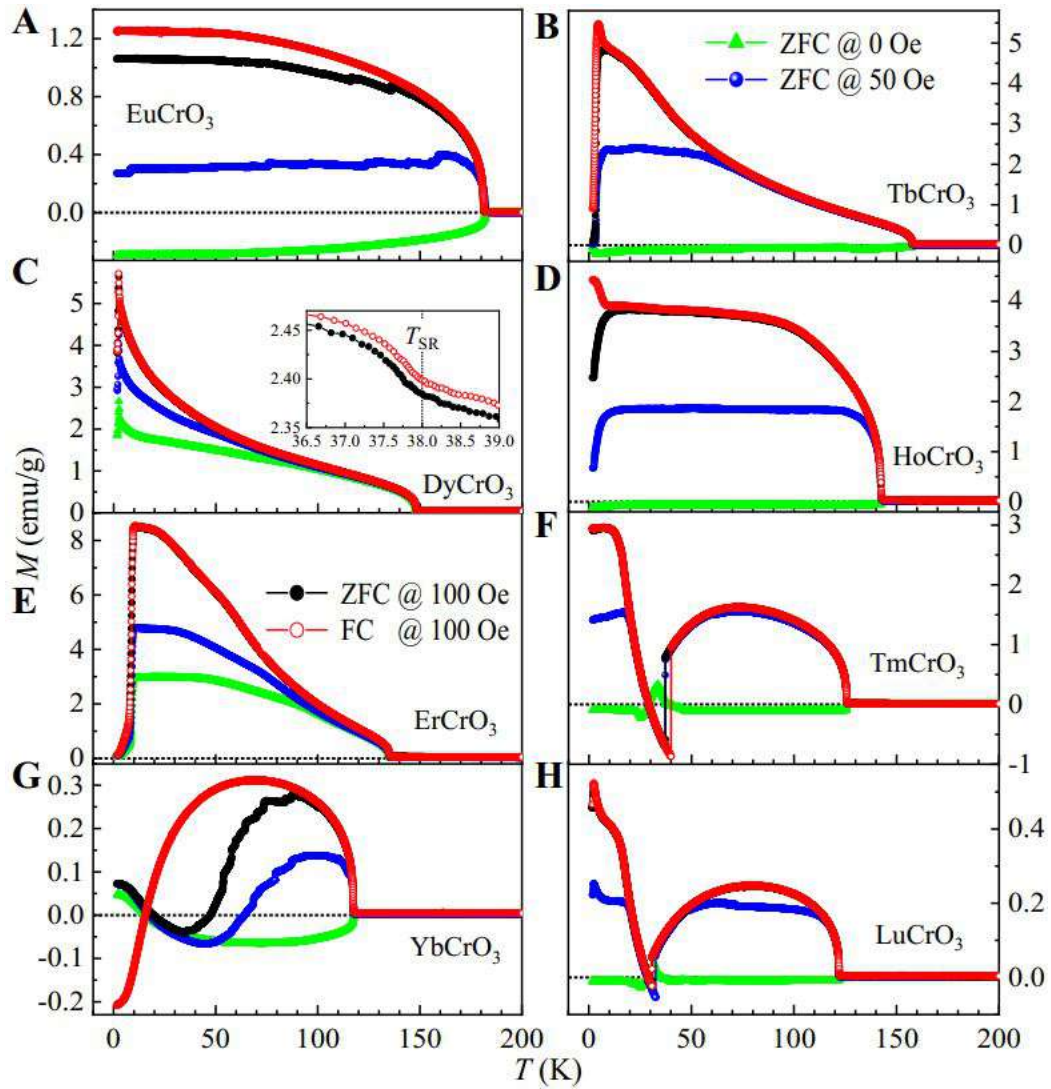 A
1.2
0.8
0.4
0.0
EuCrO3
B
ZFC @ 0 Oe
ZFC @ 50 Oe
5
4
3
2
1
0
TbCrO3
C
5
4
3
2
1
0
2.45
2.40
2.35
TSR
36.5 37.0 37.5 38.0 38.5 39.0
DyCrO3
D
4
3
2
1
0
HoCrO3
M (emu/g)
E
8
6
4
2
0
ZFC @ 100 Oe
FC @ 100 Oe
ErCrO3
F
3
2
1
0
-1
TmCrO3
G
0.3
0.2
0.1
0.0
-0.1
-0.2
YbCrO3
0 50 100 150 200
H
0.4
0.2
0.0
LuCrO3
0 50 100 150 200
T (K)